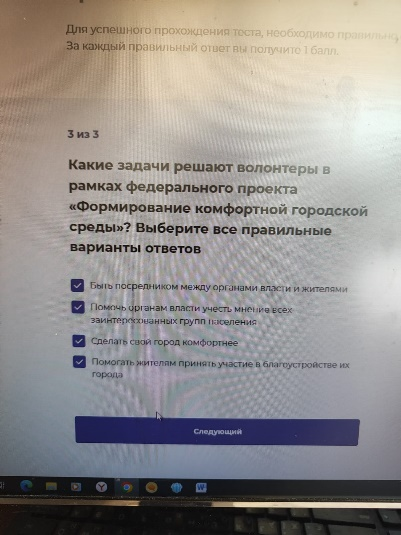 Для успешного прохождения теста, необходимо правильно
За каждый правильный ответ вы получите 1 балл.
3 из 3
Какие задачи решают волонтеры в
рамках федерального проекта
«Формирование комфортной городской
среды»? Выберите все правильные
варианты ответов
Быть посредником между органами власти и жителями
Помочь органам власти учесть мнение всех
заинтересованных групп населения
Сделать свой город комфортнее
Помогать жителям принять участие в благоустройстве их
города
Следующий